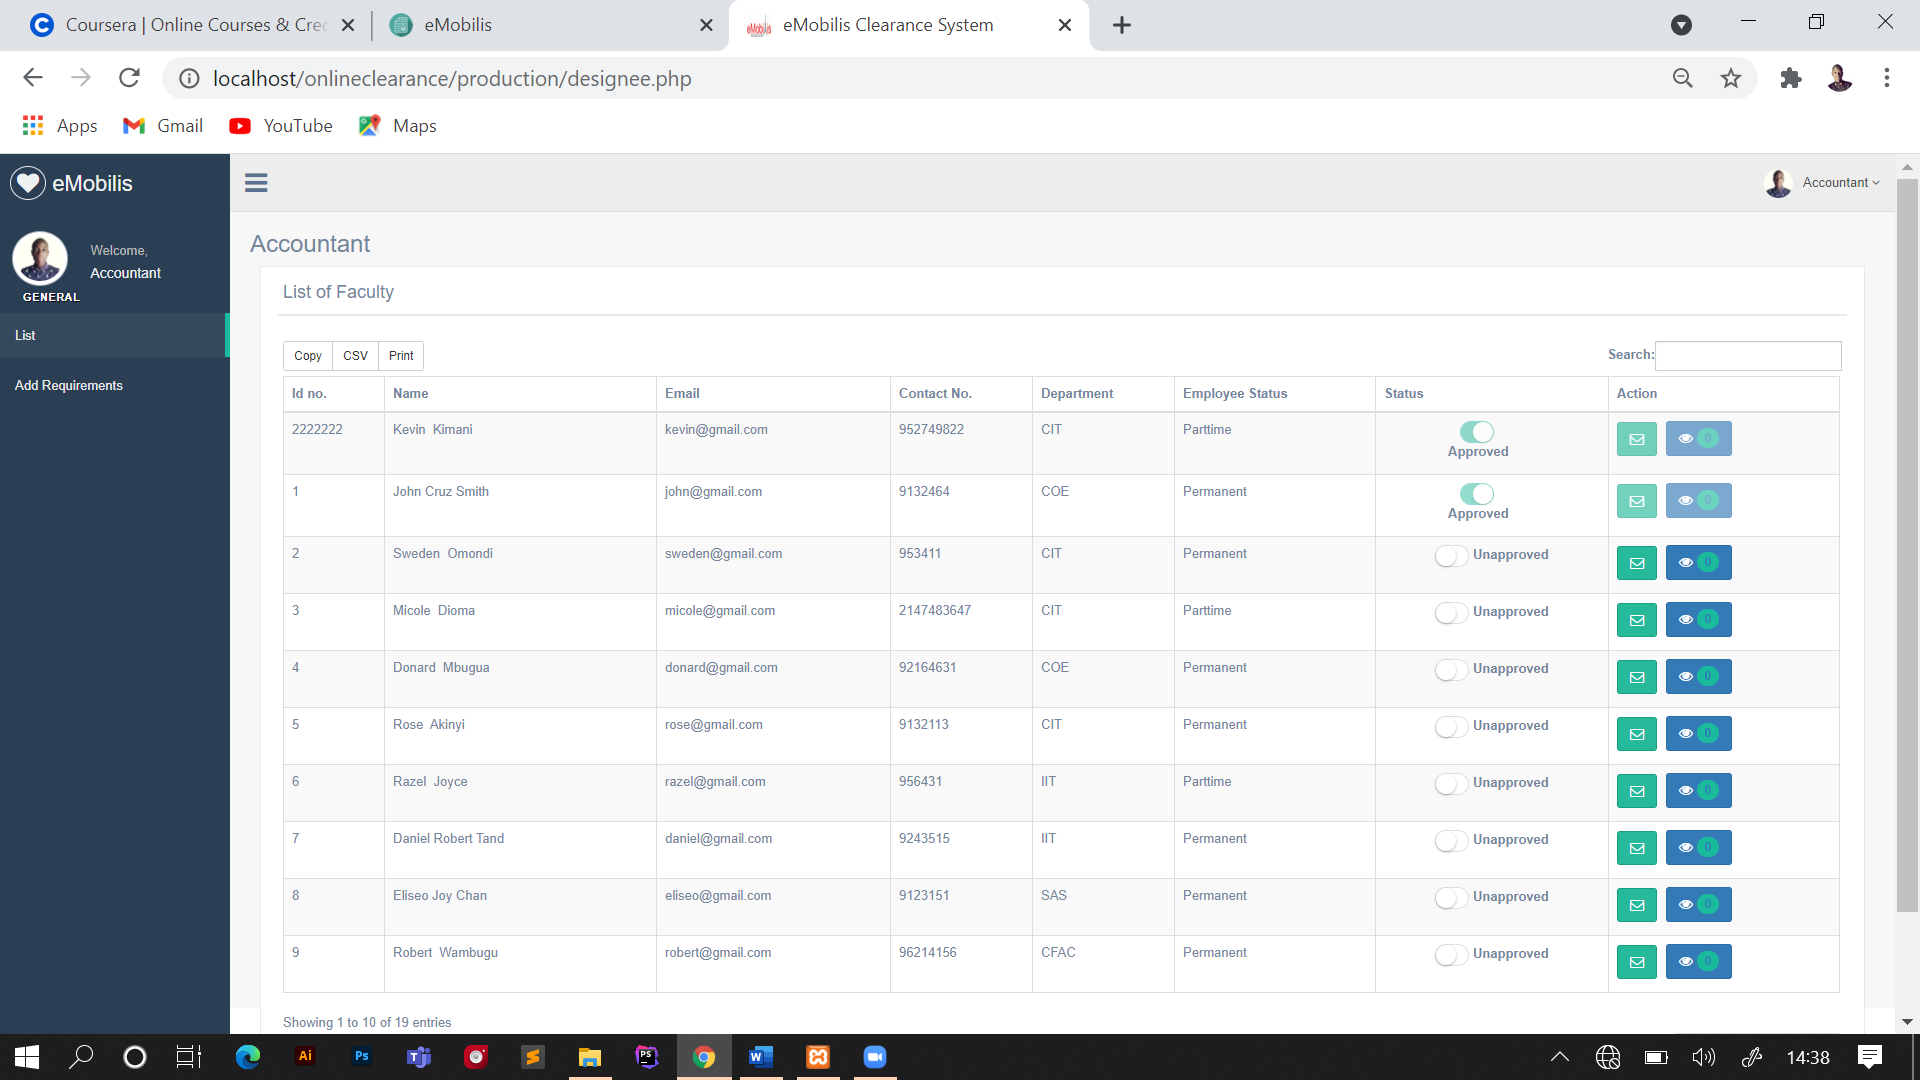 Coursera | Online Courses & Cre
eMobilis
eMobilis Clearance System
localhost/onlineclearance/production/designee.php
Apps
Gmail
YouTube
Maps
eMobilis
Accountant
Welcome,
Accountant
GENERAL
List
Add Requirements
Accountant
List of Faculty
Copy CSV Print Search:
Id no. Name Email Contact No. Department Employee Status Status Action
2222222 Kevin Kimani kevin@gmail.com 952749822 CIT Parttime Approved 0
1 John Cruz Smith john@gmail.com 9132464 COE Permanent Approved 0
2 Sweden Omondi sweden@gmail.com 953411 CIT Permanent Unapproved 0
3 Micole Dioma micole@gmail.com 2147483647 CIT Parttime Unapproved 0
4 Donard Mbugua donard@gmail.com 92164631 COE Permanent Unapproved 0
5 Rose Akinyi rose@gmail.com 9132113 CIT Permanent Unapproved 0
6 Razel Joyce razel@gmail.com 956431 IIT Parttime Unapproved 0
7 Daniel Robert Tand daniel@gmail.com 9243515 IIT Permanent Unapproved 0
8 Eliseo Joy Chan eliseo@gmail.com 9123151 SAS Permanent Unapproved 0
9 Robert Wambugu robert@gmail.com 96214156 CFAC Permanent Unapproved 0
Showing 1 to 10 of 19 entries
Ai Ps PS 14:38